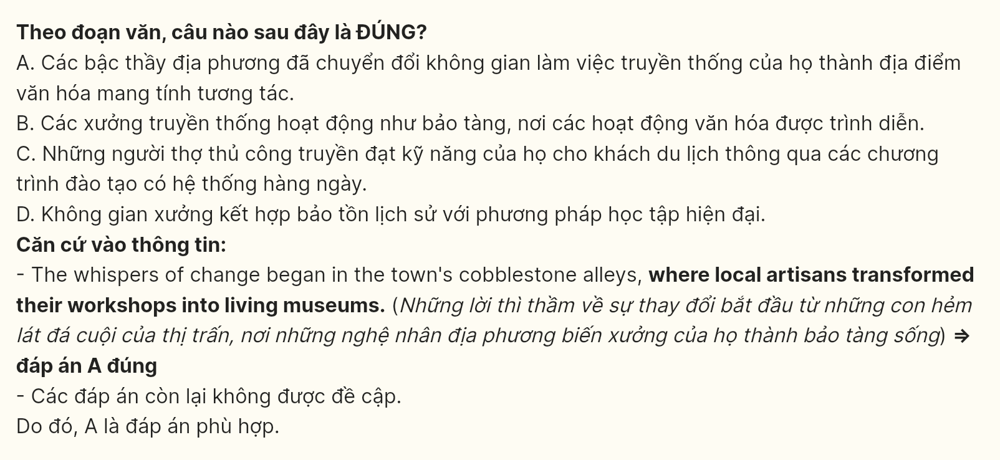 Theo đoạn văn, câu nào sau đây là ĐÚNG?
A. Các bậc thầy địa phương đã chuyển đổi không gian làm việc truyền thống của họ thành địa điểm
văn hóa mang tính tương tác.
B. Các xưởng truyền thống hoạt động như bảo tàng, nơi các hoạt động văn hóa được trình diễn.
C. Những người thợ thủ công truyền đạt kỹ năng của họ cho khách du lịch thông qua các chương
trình đào tạo có hệ thống hàng ngày.
D. Không gian xưởng kết hợp bảo tồn lịch sử với phương pháp học tập hiện đại.
Căn cứ vào thông tin:
- The whispers of change began in the town's cobblestone alleys, where local artisans transformed
their workshops into living museums. (Những lời thì thầm về sự thay đổi bắt đầu từ những con hẻm
lát đá cuội của thị trấn, nơi những nghệ nhân địa phương biến xưởng của họ thành bảo tàng sống) ⇒
đáp án A đúng
- Các đáp án còn lại không được đề cập.
Do đó, A là đáp án phù hợp.